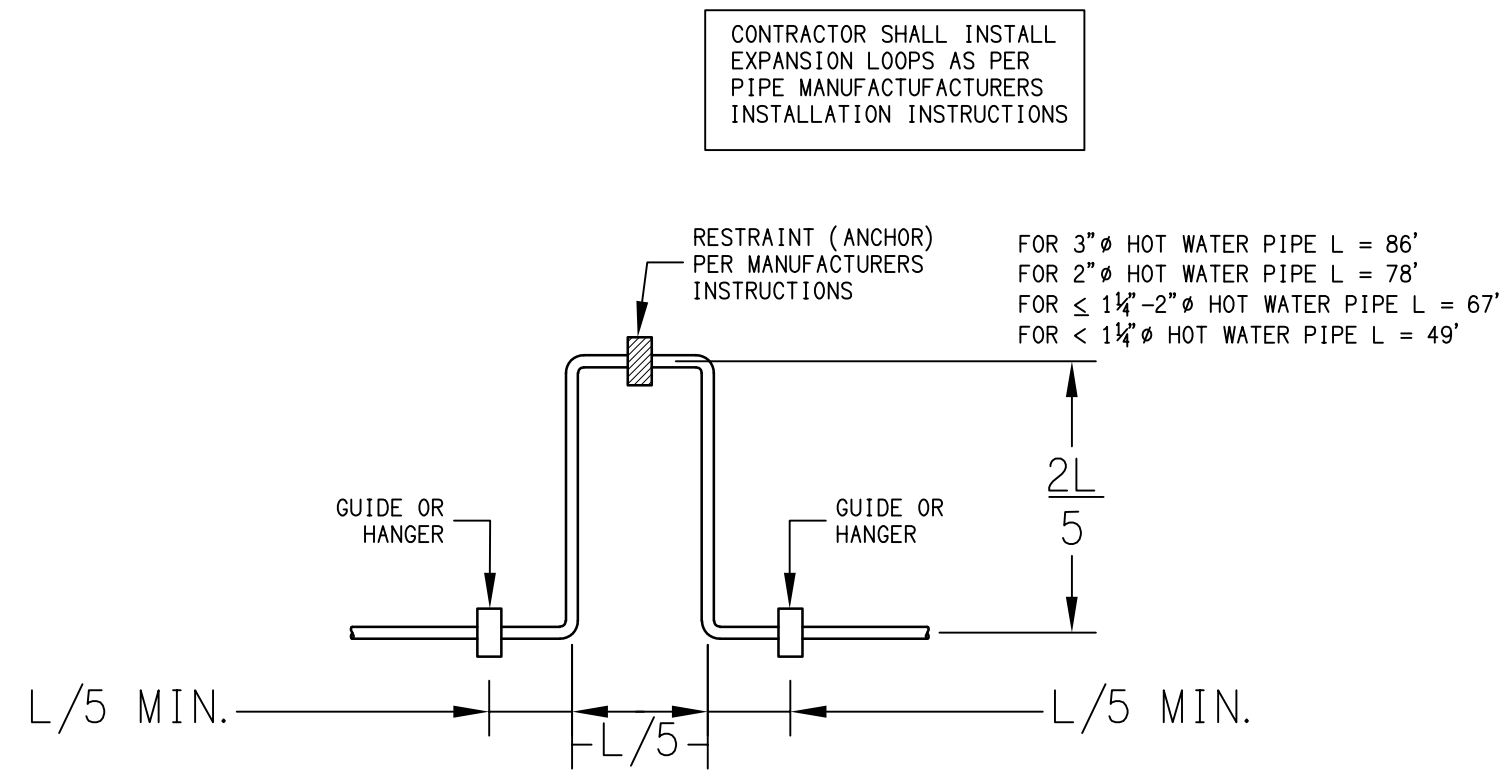 CONTRACTOR SHALL INSTALL
EXPANSION LOOPS AS PER
PIPE MANUFACTUFACTURERS
INSTALLATION INSTRUCTIONS
RESTRAINT (ANCHOR)
PER MANUFACTURERS
INSTRUCTIONS
FOR 3"ø HOT WATER PIPE L = 86'
FOR 2"ø HOT WATER PIPE L = 78'
FOR ≤ 1¼"-2"ø HOT WATER PIPE L = 67'
FOR < 1¼"ø HOT WATER PIPE L = 49'
2L
5
GUIDE OR
HANGER
GUIDE OR
HANGER
L/5 MIN.
L/5
L/5 MIN.